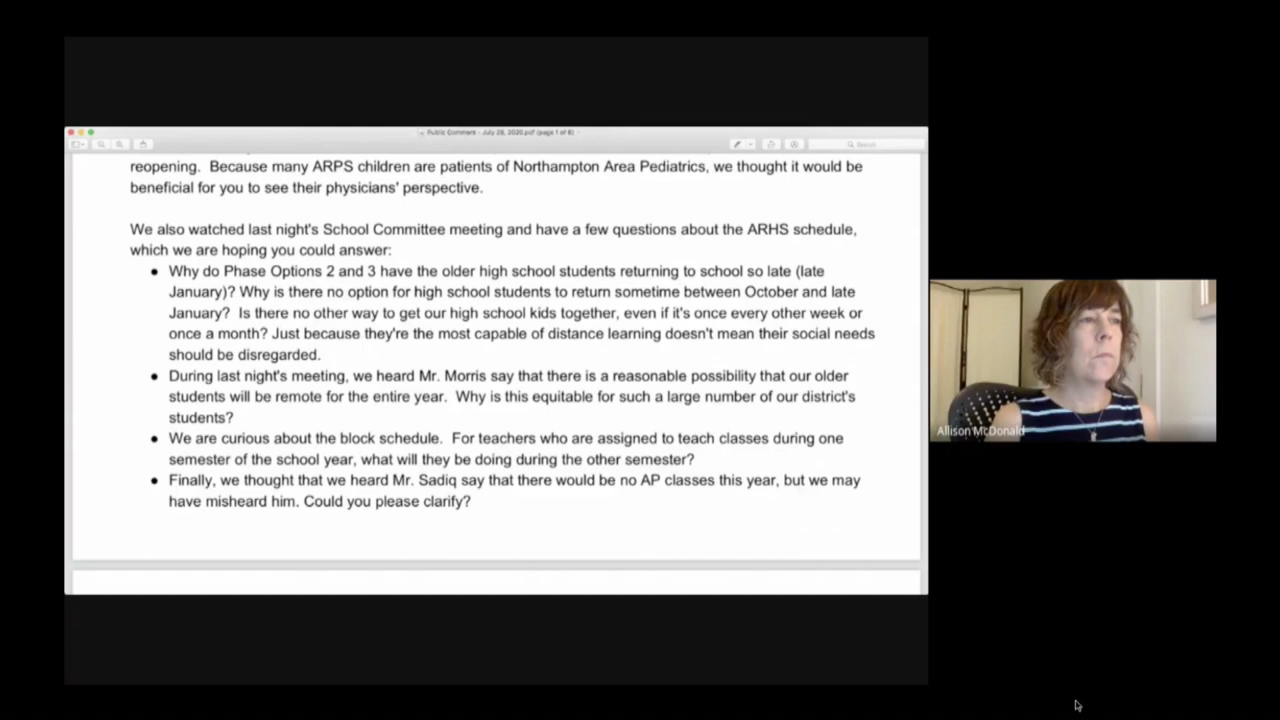 Public Comment - July 28, 2020.pdf (page 1 of 6)
Search
reopening.  Because many ARPS children are patients of Northampton Area Pediatrics, we thought it would be
beneficial for you to see their physicians' perspective.
We also watched last night's School Committee meeting and have a few questions about the ARHS schedule,
which we are hoping you could answer:
● Why do Phase Options 2 and 3 have the older high school students returning to school so late (late
January)? Why is there no option for high school students to return sometime between October and late
January?  Is there no other way to get our high school kids together, even if it's once every other week or
once a month? Just because they're the most capable of distance learning doesn't mean their social needs
should be disregarded.
● During last night's meeting, we heard Mr. Morris say that there is a reasonable possibility that our older
students will be remote for the entire year.  Why is this equitable for such a large number of our district's
students?
● We are curious about the block schedule.  For teachers who are assigned to teach classes during one
semester of the school year, what will they be doing during the other semester?
● Finally, we thought that we heard Mr. Sadiq say that there would be no AP classes this year, but we may
have misheard him. Could you please clarify?
Allison McDonald